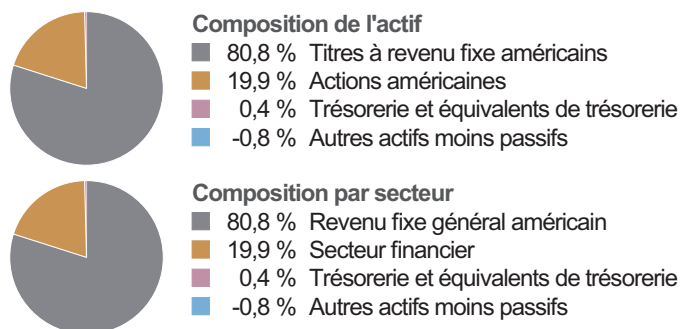 Composition de l'actif
80,8 % Titres à revenu fixe américains
19,9 % Actions américaines
0,4 % Trésorerie et équivalents de trésorerie
-0,8 % Autres actifs moins passifs
Composition par secteur
80,8 % Revenu fixe général américain
19,9 % Secteur financier
0,4 % Trésorerie et équivalents de trésorerie
-0,8 % Autres actifs moins passifs